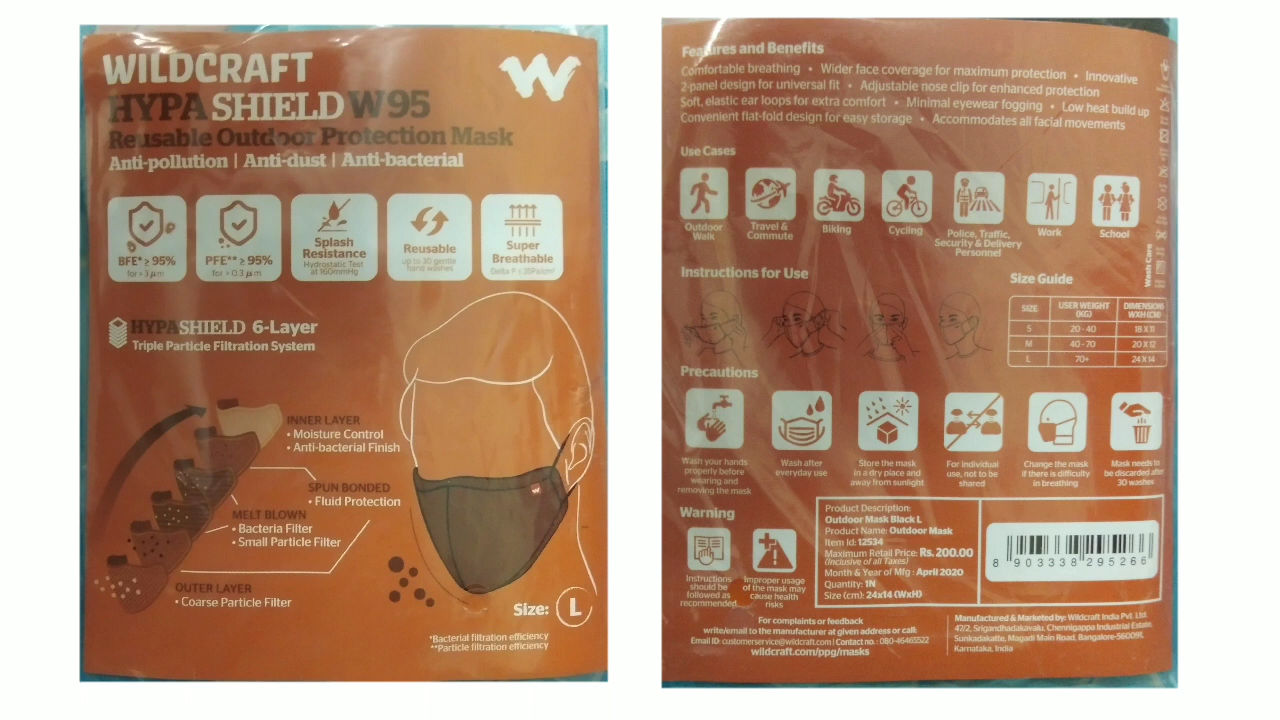 WILDCRAFT
HYPA SHIELD W95
Reusable Outdoor Protection Mask
Anti-pollution | Anti-dust | Anti-bacterial
BFE* ≥ 95%
for > 3 μm
PFE** ≥ 95%
for > 0.3 μm
Splash
Resistance
Hydrostatic Test
at 160mmHg
Reusable
up to 30 gentle
hand washes
Super
Breathable
Delta P ≤ 35Pa/cm²
HYPASHIELD 6-Layer
Triple Particle Filtration System
INNER LAYER
• Moisture Control
• Anti-bacterial Finish
SPUN BONDED
• Fluid Protection
MELT BLOWN
• Bacteria Filter
• Small Particle Filter
OUTER LAYER
• Coarse Particle Filter
Size: L
*Bacterial filtration efficiency
**Particle filtration efficiency
Features and Benefits
Comfortable breathing • Wider face coverage for maximum protection • Innovative
2-panel design for universal fit • Adjustable nose clip for enhanced protection
Soft, elastic ear loops for extra comfort • Minimal eyewear fogging • Low heat build up
Convenient flat-fold design for easy storage • Accommodates all facial movements
Use Cases
Outdoor
Walk
Travel &
Commute
Biking
Cycling
Police, Traffic,
Security & Delivery
Personnel
Work
School
Wash Care
Instructions for Use
Size Guide
SIZE USER WEIGHT (KG) DIMENSION WXH (CM)
S 20 - 40 18 X 11
M 40 - 70 20 X 12
L 70+ 24 X 14
Precautions
Wash your hands
properly before
wearing and
removing the mask
Wash after
everyday use
Store the mask
in a dry place and
away from sunlight
For individual
use, not to be
shared
Change the mask
if there is difficulty
in breathing
Mask needs to
be discarded after
30 washes
Warning
Instructions
should be
followed as
recommended
Improper usage
of the mask may
cause health
risks
Product Description:
Outdoor Mask Black L
Product Name: Outdoor Mask
Item Id: 12534
Maximum Retail Price: Rs. 200.00
(Inclusive of all Taxes)
Month & Year of Mfg : April 2020
Quantity: 1N
Size (cm): 24x14 (WxH)
8 903338 295266
For complaints or feedback
write/email to the manufacturer at given address or call:
Email ID: customerservice@wildcraft.com | Contact no. : 080-46465522
wildcraft.com/ppg/masks
Manufactured & Marketed by: Wildcraft India Pvt. Ltd.
47/2, Srigandhadakavalu, Chennigappa Industrial Estate,
Sunkadakatte, Magadi Main Road, Bangalore-560091,
Karnataka, India